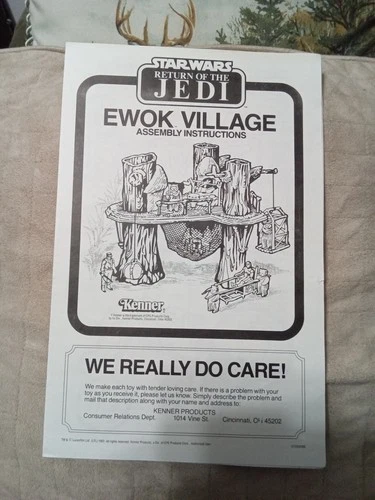 STAR WARS
RETURN OF THE
JEDI
EWOK VILLAGE
ASSEMBLY INSTRUCTIONS
Kenner
WE REALLY DO CARE!
We make each toy with tender loving care. If there is a problem with your
toy as you receive it, please let us know. Simply describe the problem and
mail that description along with your name and address to:
KENNER PRODUCTS
Consumer Relations Dept. 1014 Vine St. Cincinnati, OH 45202